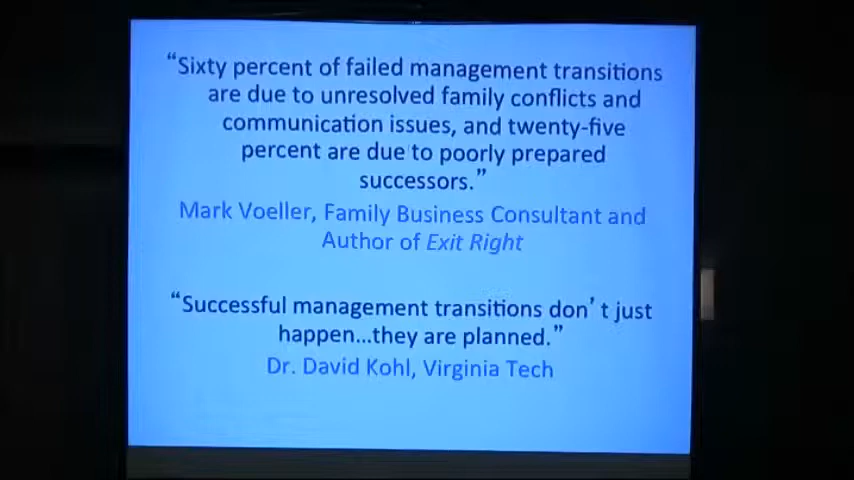 “Sixty percent of failed management transitions
are due to unresolved family conflicts and
communication issues, and twenty-five
percent are due to poorly prepared
successors.”
Mark Voeller, Family Business Consultant and
Author of Exit Right
“Successful management transitions don’t just
happen...they are planned.”
Dr. David Kohl, Virginia Tech